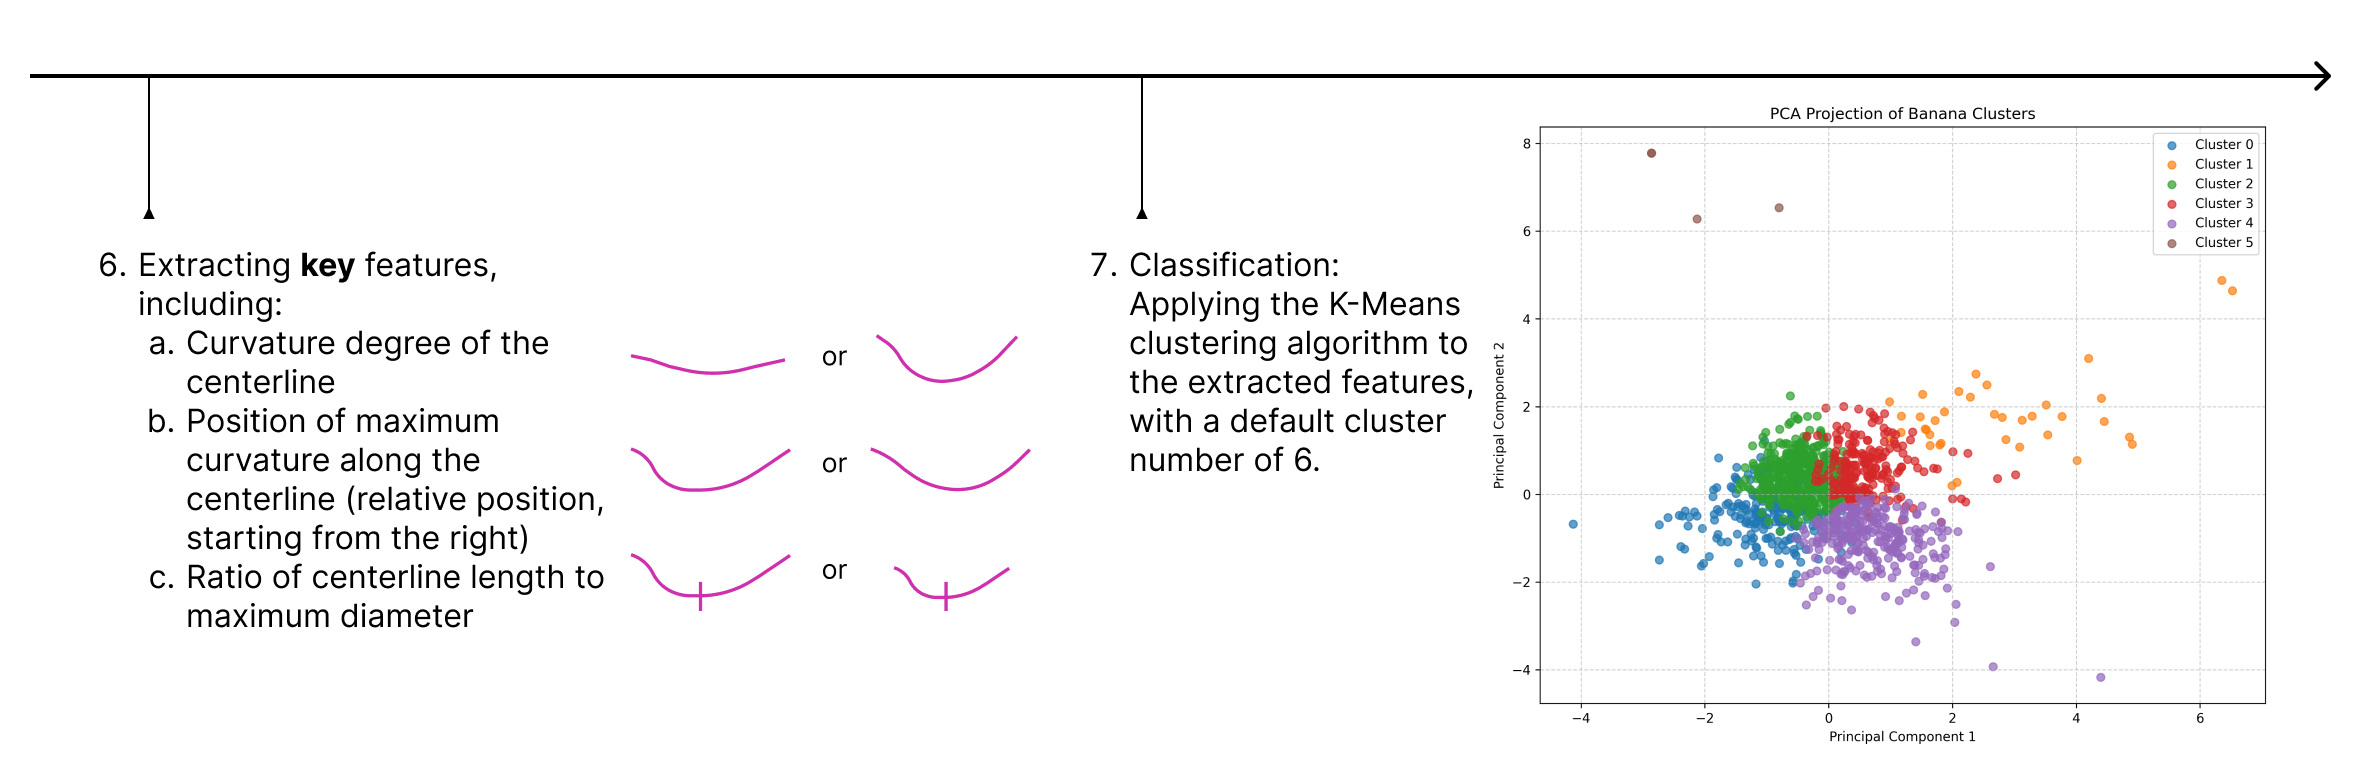 6. Extracting key features,
including:
a. Curvature degree of the
centerline
b. Position of maximum
curvature along the
centerline (relative position,
starting from the right)
c. Ratio of centerline length to
maximum diameter
or
or
or
7. Classification:
Applying the K-Means
clustering algorithm to
the extracted features,
with a default cluster
number of 6.
PCA Projection of Banana Clusters
Cluster 0
Cluster 1
Cluster 2
Cluster 3
Cluster 4
Cluster 5
Principal Component 2
8
6
4
2
0
−2
−4
−4 −2 0 2 4 6
Principal Component 1